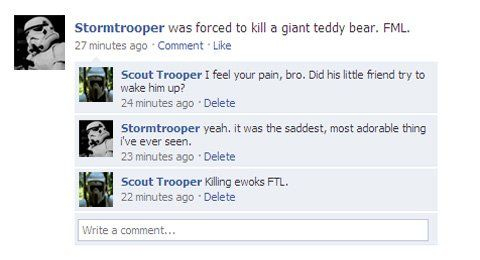 Stormtrooper was forced to kill a giant teddy bear. FML.
27 minutes ago · Comment · Like
Scout Trooper I feel your pain, bro. Did his little friend try to
wake him up?
24 minutes ago · Delete
Stormtrooper yeah. it was the saddest, most adorable thing
i've ever seen.
23 minutes ago · Delete
Scout Trooper Killing ewoks FTL.
22 minutes ago · Delete
Write a comment...